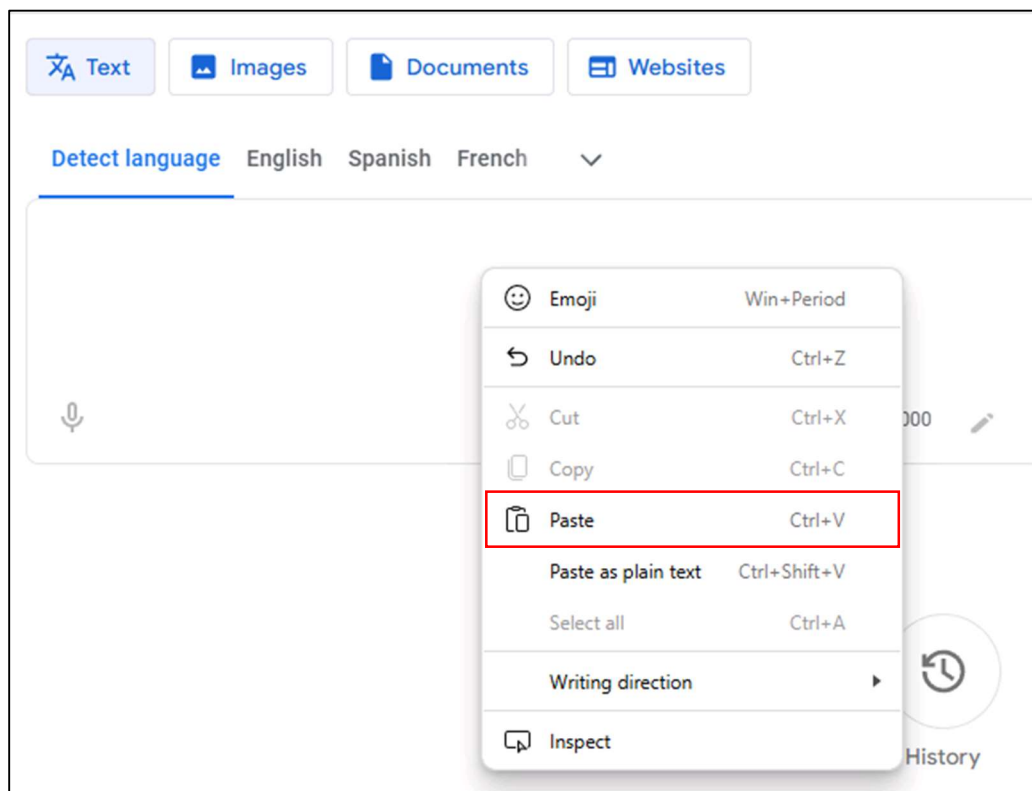 Text Images Documents Websites
Detect language English Spanish French
Emoji Win+Period
Undo Ctrl+Z
Cut Ctrl+X
000
Copy Ctrl+C
Paste Ctrl+V
Paste as plain text Ctrl+Shift+V
Select all Ctrl+A
Writing direction
Inspect
History